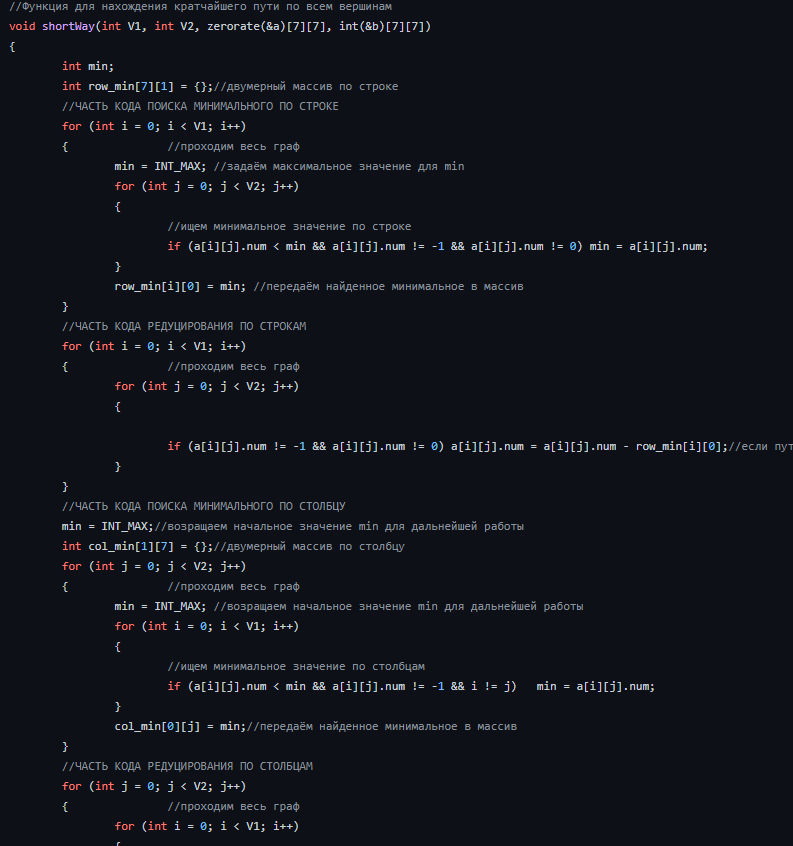 //Функция для нахождения кратчайшего пути по всем вершинам
void shortWay(int V1, int V2, zerorate(&a)[7][7], int(&b)[7][7])
{
int min;
int row_min[7][1] = {};//двумерный массив по строке
//ЧАСТЬ КОДА ПОИСКА МИНИМАЛЬНОГО ПО СТРОКЕ
for (int i = 0; i < V1; i++)
{ //проходим весь граф
min = INT_MAX; //задаём максимальное значение для min
for (int j = 0; j < V2; j++)
{
//ищем минимальное значение по строке
if (a[i][j].num < min && a[i][j].num != -1 && a[i][j].num != 0) min = a[i][j].num;
}
row_min[i][0] = min; //передаём найденное минимальное в массив
}
//ЧАСТЬ КОДА РЕДУЦИРОВАНИЯ ПО СТРОКАМ
for (int i = 0; i < V1; i++)
{ //проходим весь граф
for (int j = 0; j < V2; j++)
{
if (a[i][j].num != -1 && a[i][j].num != 0) a[i][j].num = a[i][j].num - row_min[i][0];//если пут
}
}
//ЧАСТЬ КОДА ПОИСКА МИНИМАЛЬНОГО ПО СТОЛБЦУ
min = INT_MAX;//возращаем начальное значение min для дальнейшей работы
int col_min[1][7] = {};//двумерный массив по столбцу
for (int j = 0; j < V2; j++)
{ //проходим весь граф
min = INT_MAX; //возращаем начальное значение min для дальнейшей работы
for (int i = 0; i < V1; i++)
{
//ищем минимальное значение по столбцам
if (a[i][j].num < min && a[i][j].num != -1 && i != j) min = a[i][j].num;
}
col_min[0][j] = min;//передаём найденное минимальное в массив
}
//ЧАСТЬ КОДА РЕДУЦИРОВАНИЯ ПО СТОЛБЦАМ
for (int j = 0; j < V2; j++)
{ //проходим весь граф
for (int i = 0; i < V1; i++)
{